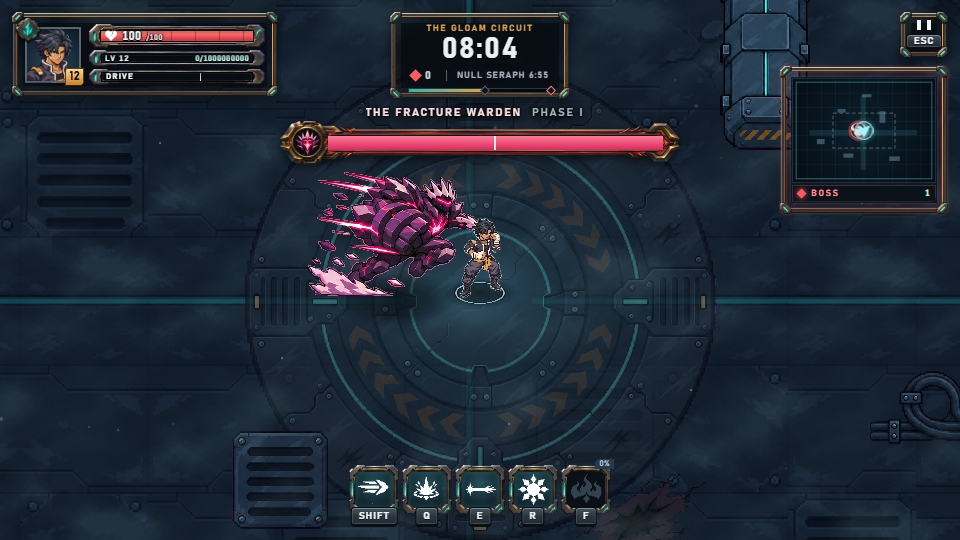 100 /100
LV 12 0/1000000000
DRIVE
12
THE GLOAM CIRCUIT
08:04
0 NULL SERAPH 6:55
ESC
THE FRACTURE WARDEN PHASE I
BOSS 1
0%
SHIFT Q E R F